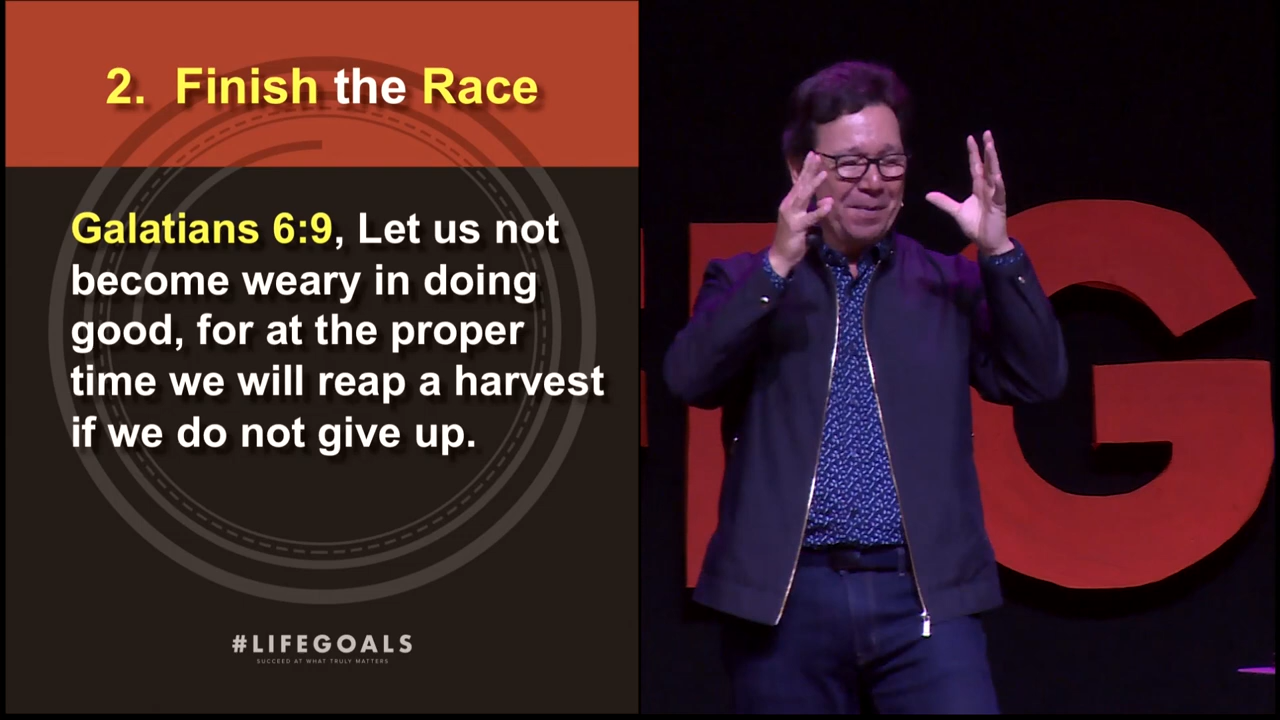 2. Finish the Race
Galatians 6:9, Let us not
become weary in doing
good, for at the proper
time we will reap a harvest
if we do not give up.
#LIFEGOALS
SUCCEED AT WHAT TRULY MATTERS
G